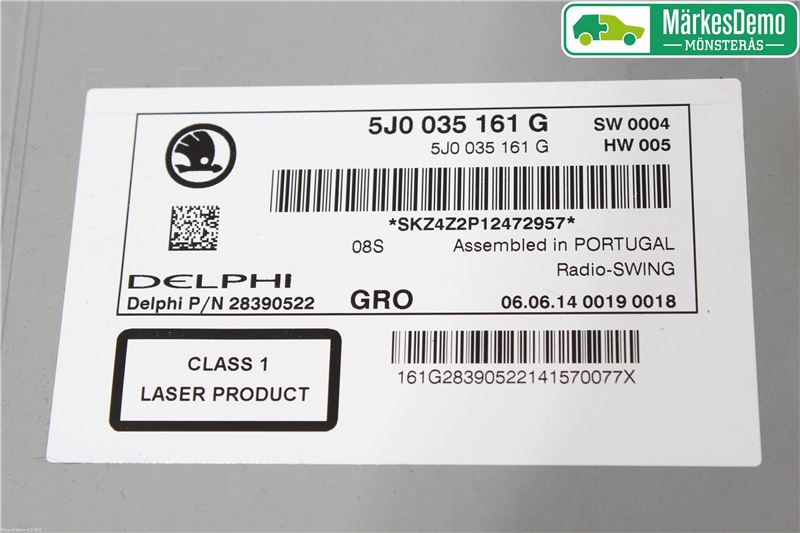 MärkesDemo
MÖNSTERÅS
5J0 035 161 G SW 0004
5J0 035 161 G HW 005
*SKZ4Z2P12472957*
08S Assembled in PORTUGAL
Radio-SWING
DELPHI
Delphi P/N 28390522 GRO 06.06.14 0019 0018
CLASS 1
LASER PRODUCT
161G28390522141570077X